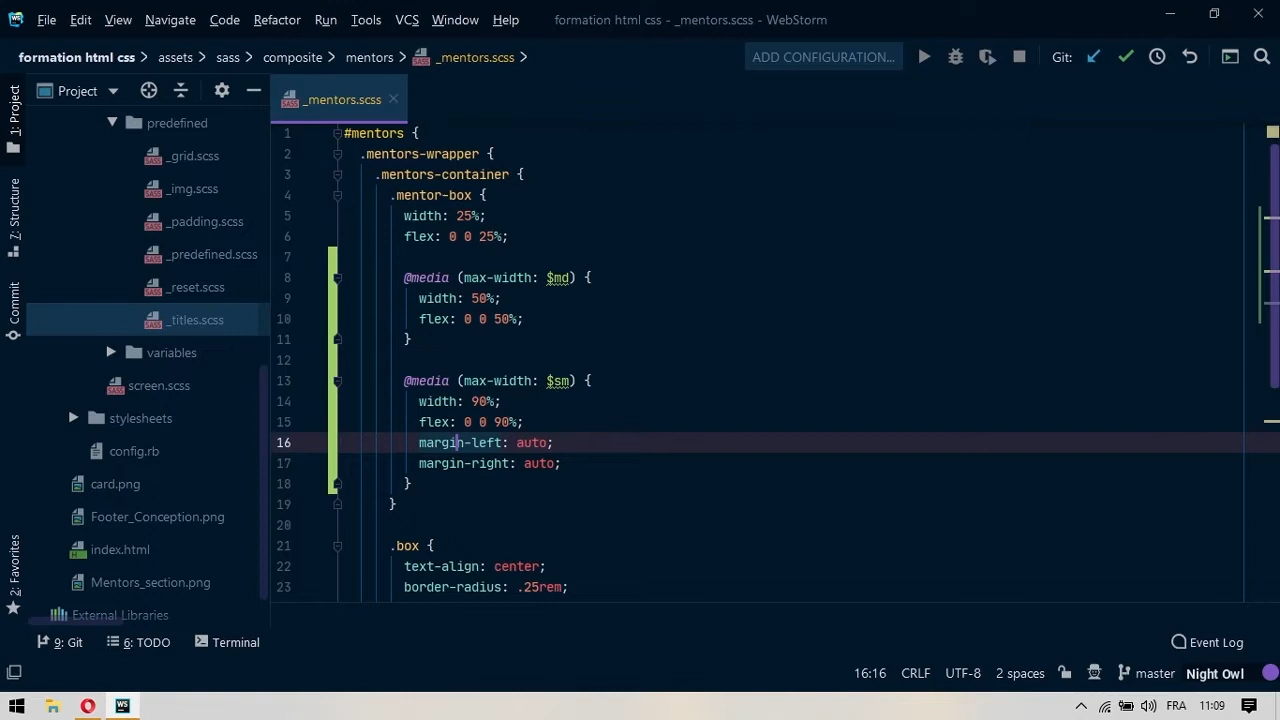 File Edit View Navigate Code Refactor Run Tools VCS Window Help formation html css - _mentors.scss - WebStorm
formation html css assets sass composite mentors _mentors.scss ADD CONFIGURATION... Git:
1: Project
7: Structure
Commit
2: Favorites
Project
predefined
_grid.scss
_img.scss
_padding.scss
_predefined.scss
_reset.scss
_titles.scss
variables
screen.scss
stylesheets
config.rb
card.png
Footer_Conception.png
index.html
Mentors_section.png
External Libraries
_mentors.scss
1 #mentors {
2 .mentors-wrapper {
3 .mentors-container {
4 .mentor-box {
5 width: 25%;
6 flex: 0 0 25%;
7
8 @media (max-width: $md) {
9 width: 50%;
10 flex: 0 0 50%;
11 }
12
13 @media (max-width: $sm) {
14 width: 90%;
15 flex: 0 0 90%;
16 margin-left: auto;
17 margin-right: auto;
18 }
19 }
20
21 .box {
22 text-align: center;
23 border-radius: .25rem;
9: Git 6: TODO Terminal Event Log
16:16 CRLF UTF-8 2 spaces master Night Owl
FRA 11:09